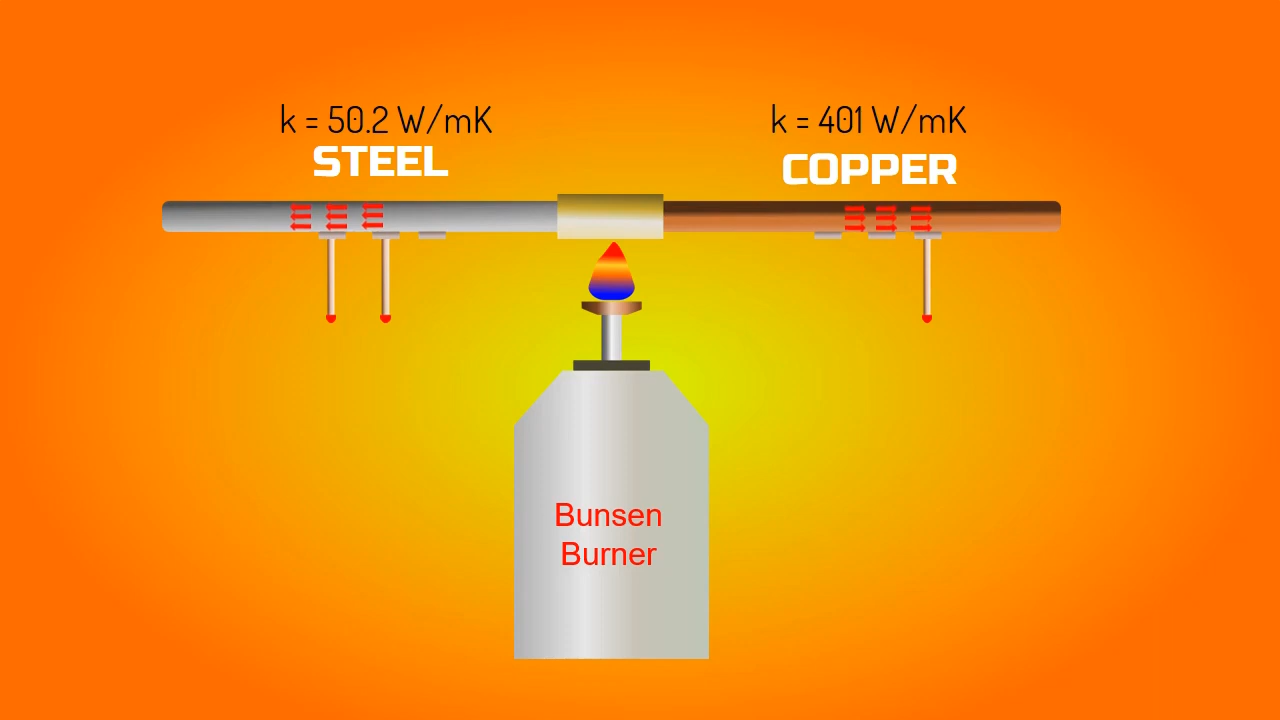 k = 50.2 W/mK
STEEL
k = 401 W/mK
COPPER
Bunsen
Burner